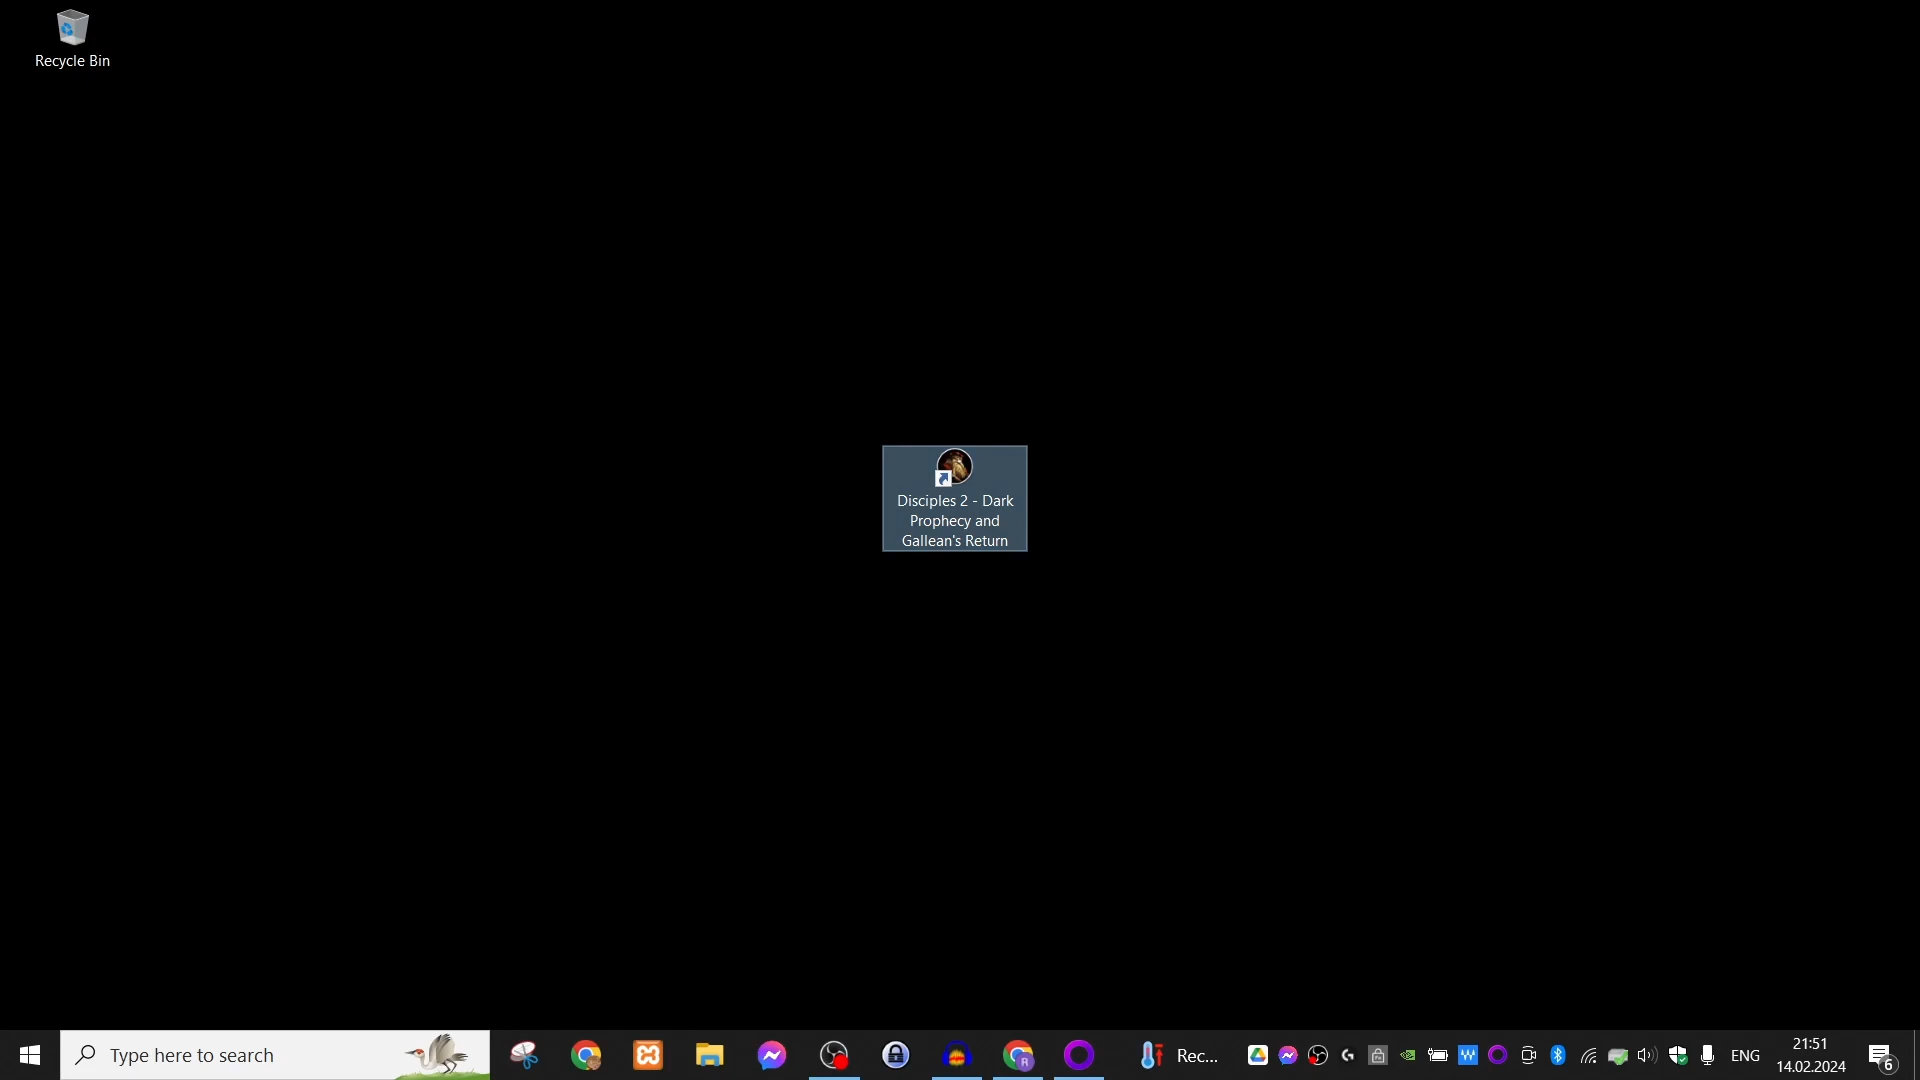 Recycle Bin
Disciples 2 - Dark
Prophecy and
Gallean's Return
Type here to search
Rec...
ENG
21:51
14.02.2024
6